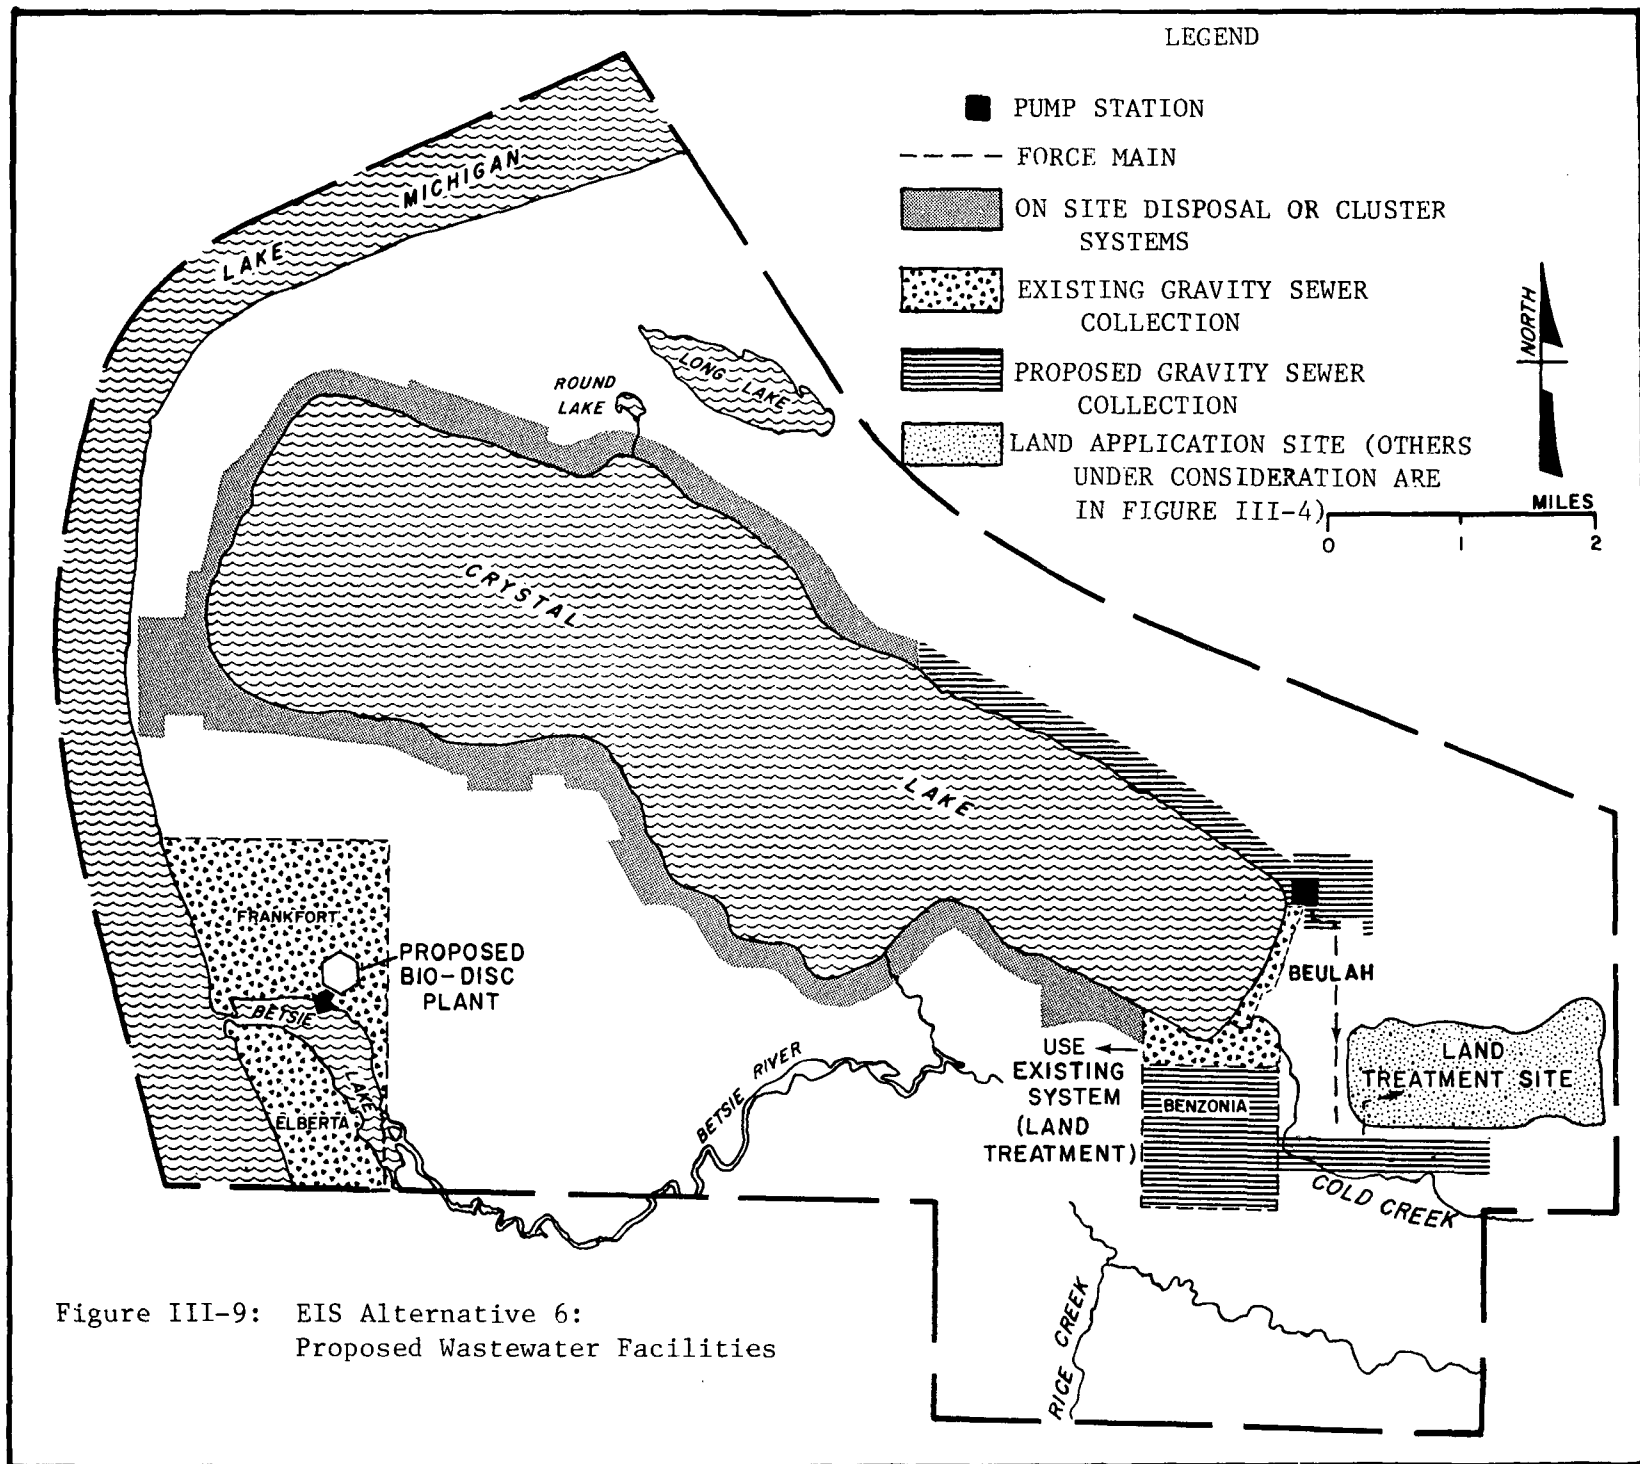 LEGEND
PUMP STATION
FORCE MAIN
ON SITE DISPOSAL OR CLUSTER
SYSTEMS
EXISTING GRAVITY SEWER
COLLECTION
PROPOSED GRAVITY SEWER
COLLECTION
LAND APPLICATION SITE (OTHERS
UNDER CONSIDERATION ARE
IN FIGURE III-4)
NORTH
MILES
0 1 2
LAKE MICHIGAN
ROUND
LAKE
LONG LAKE
CRYSTAL
LAKE
FRANKFORT
PROPOSED
BIO-DISC
PLANT
BETSIE
LAKE
ELBERTA
BETSIE RIVER
BEULAH
USE
EXISTING
SYSTEM
(LAND
TREATMENT)
BENZONIA
LAND
TREATMENT SITE
COLD CREEK
RICE CREEK
Figure III-9: EIS Alternative 6:
Proposed Wastewater Facilities